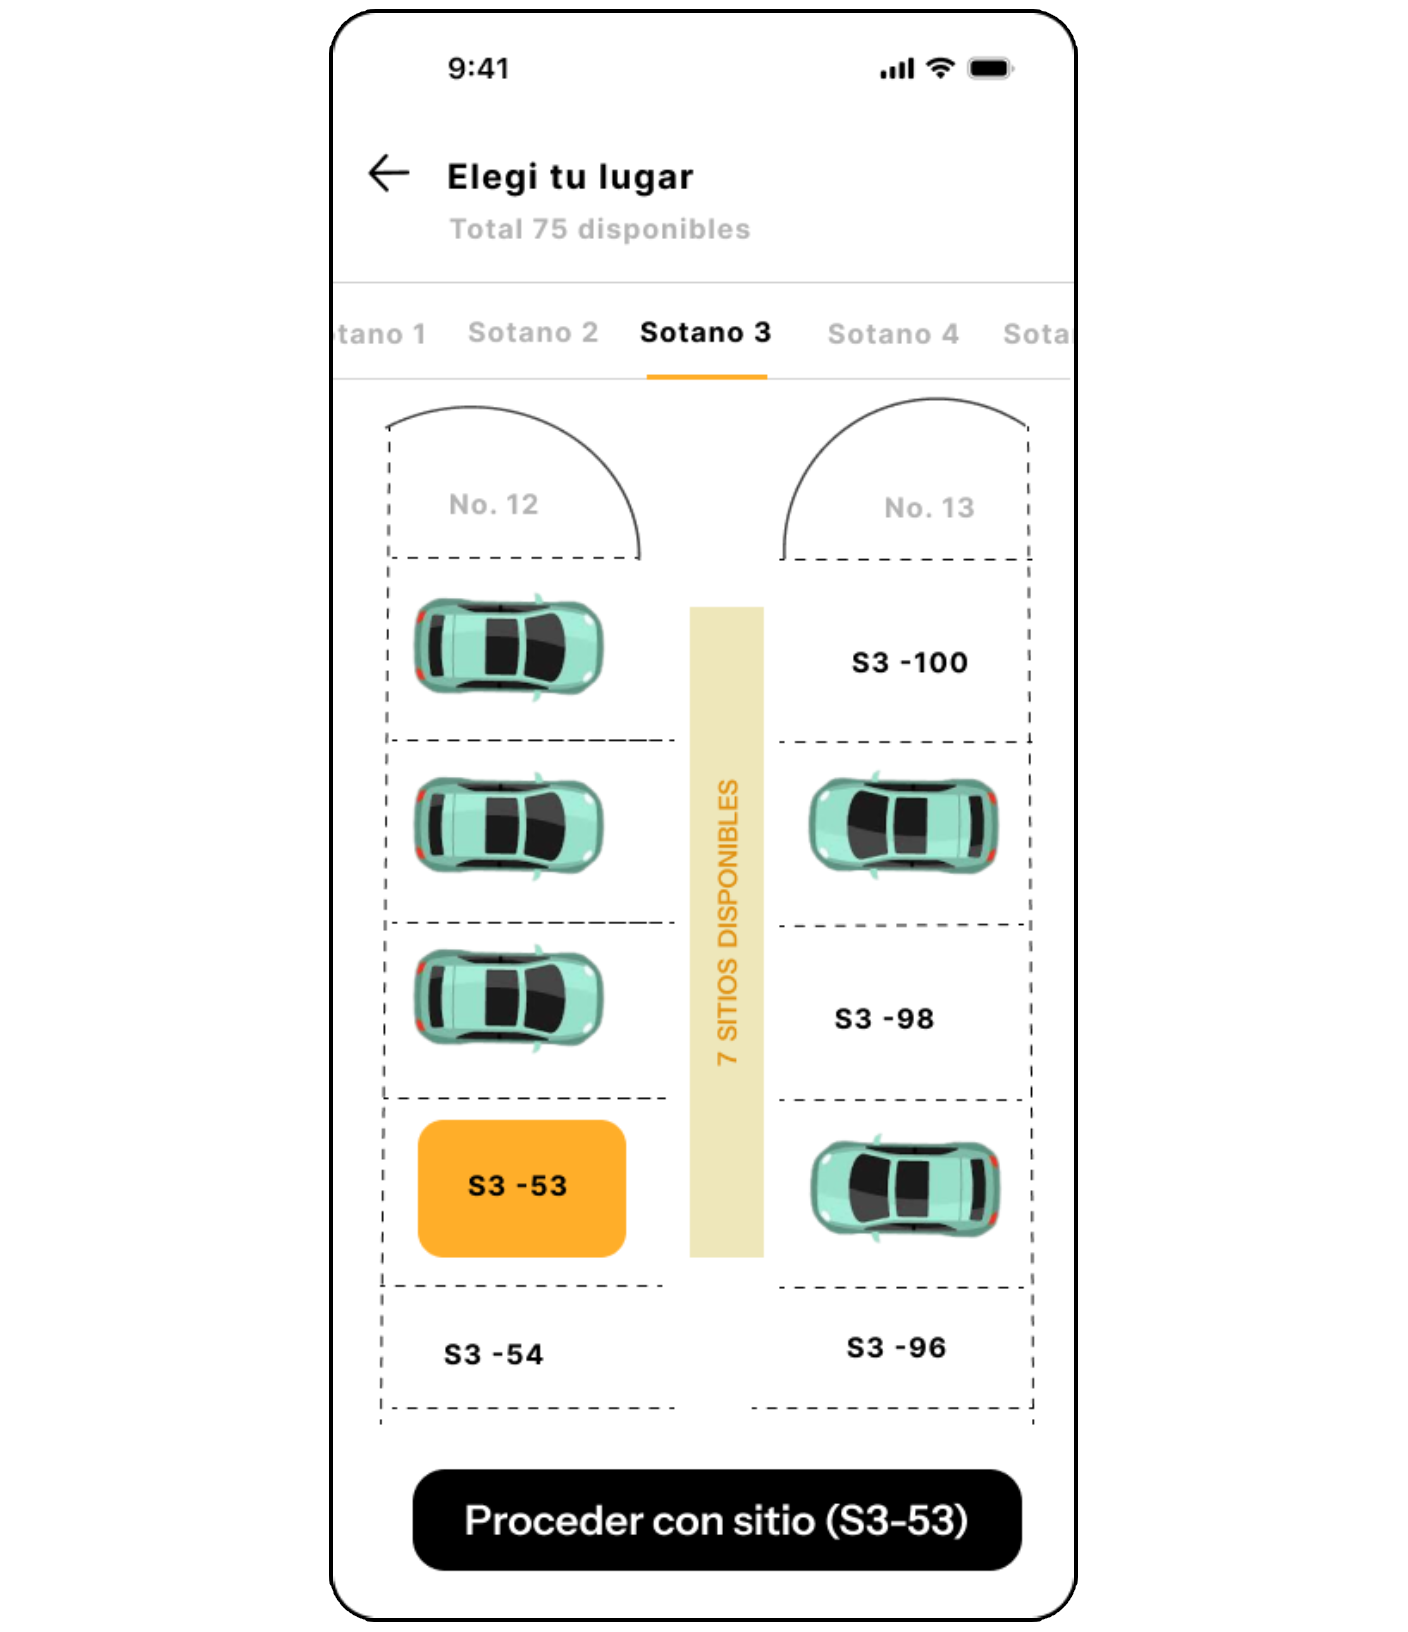 9:41
Elegi tu lugar
Total 75 disponibles
otano 1 Sotano 2 Sotano 3 Sotano 4 Sota
No. 12
No. 13
S3 -100
7 SITIOS DISPONIBLES
S3 -98
S3 -53
S3 -54
S3 -96
Proceder con sitio (S3-53)